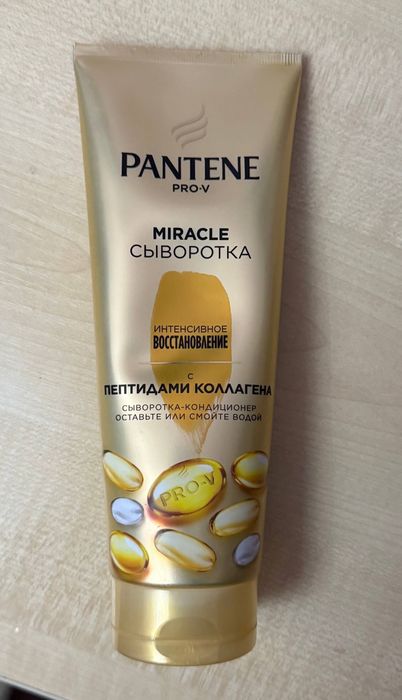 PANTENE
PRO-V
MIRACLE
СЫВОРОТКА
ИНТЕНСИВНОЕ
ВОССТАНОВЛЕНИЕ
С
ПЕПТИДАМИ КОЛЛАГЕНА
СЫВОРОТКА-КОНДИЦИОНЕР
ОСТАВЬТЕ ИЛИ СМОЙТЕ ВОДОЙ
PRO-V